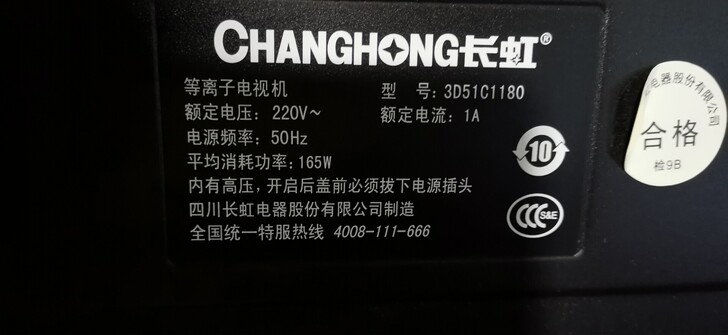 CHANGHONG长虹®
等离子电视机 型 号: 3D51C1180
额定电压: 220V~ 额定电流: 1A
电源频率: 50Hz
平均消耗功率: 165W
内有高压，开启后盖前必须拔下电源插头
四川长虹电器股份有限公司制造
全国统一特服热线 4008-111-666
10
CCC S&E
电器股份有限公司
合格
检9B